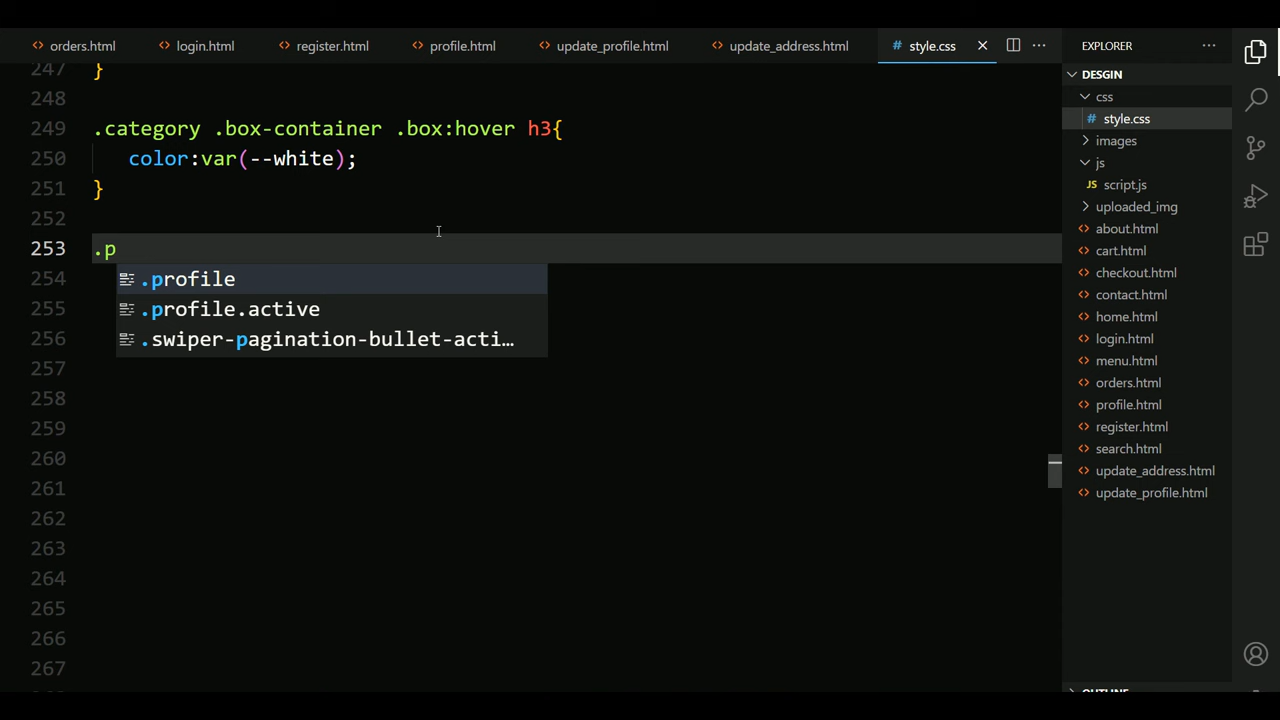 orders.html login.html register.html profile.html update_profile.html update_address.html # style.css
EXPLORER
DESGIN
css
# style.css
images
js
JS script.js
uploaded_img
about.html
cart.html
checkout.html
contact.html
home.html
login.html
menu.html
orders.html
profile.html
register.html
search.html
update_address.html
update_profile.html
247 }
248
249 .category .box-container .box:hover h3{
250 color:var(--white);
251 }
252
253 .p
.profile
.profile.active
.swiper-pagination-bullet-acti…
254
255
256
257
258
259
260
261
262
263
264
265
266
267
OUTLINE